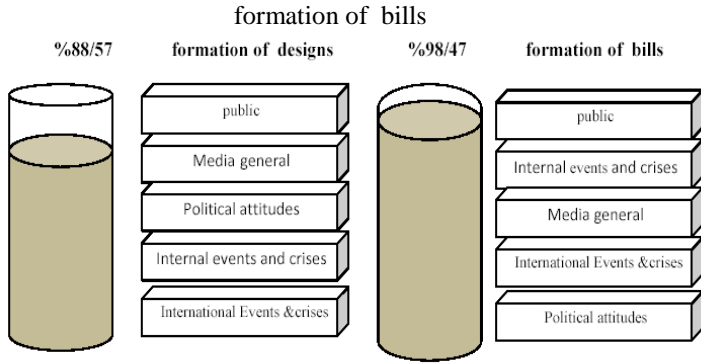 formation of bills
%88/57 formation of designs %98/47 formation of bills
public
Media general
Political attitudes
Internal events and crises
International Events &crises
public
Internal events and crises
Media general
International Events &crises
Political attitudes